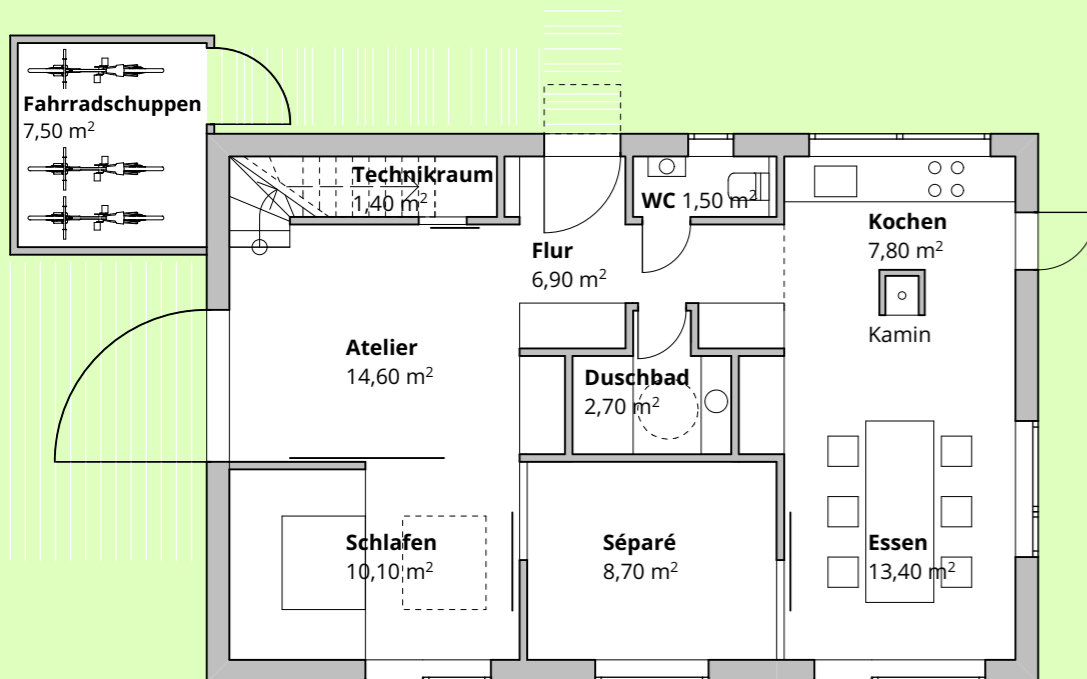 Fahrradschuppen
7,50 m²
Technikraum
1,40 m²
WC 1,50 m²
Kochen
7,80 m²
Flur
6,90 m²
Kamin
Atelier
14,60 m²
Duschbad
2,70 m²
Schlafen
10,10 m²
Séparé
8,70 m²
Essen
13,40 m²